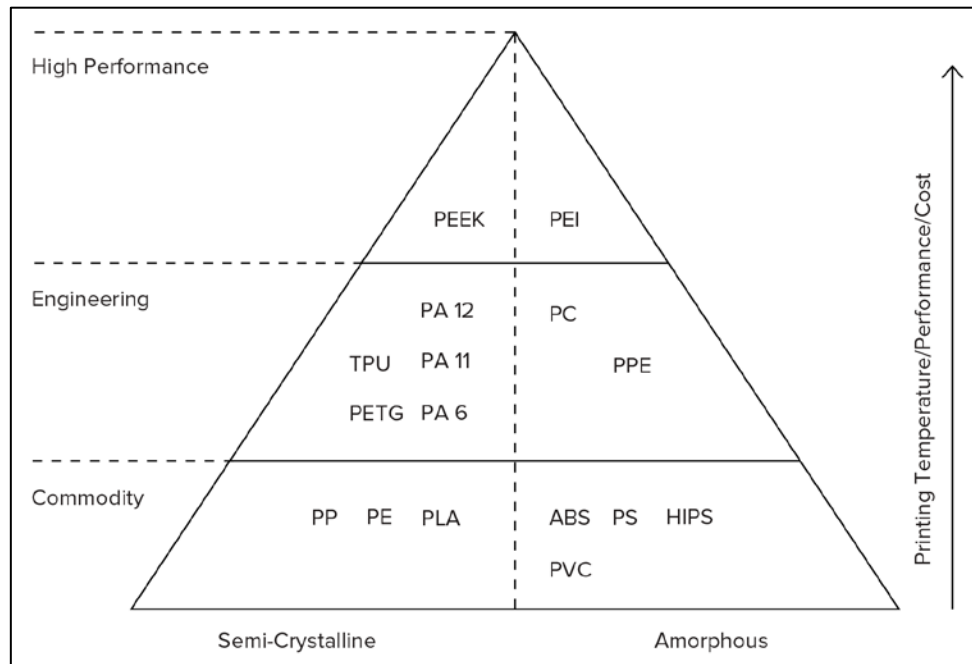 High Performance
PEEK PEI
Engineering
PA 12 PC
TPU PA 11 PPE
PETG PA 6
Commodity
PP PE PLA ABS PS HIPS
PVC
Semi-Crystalline Amorphous
Printing Temperature/Performance/Cost